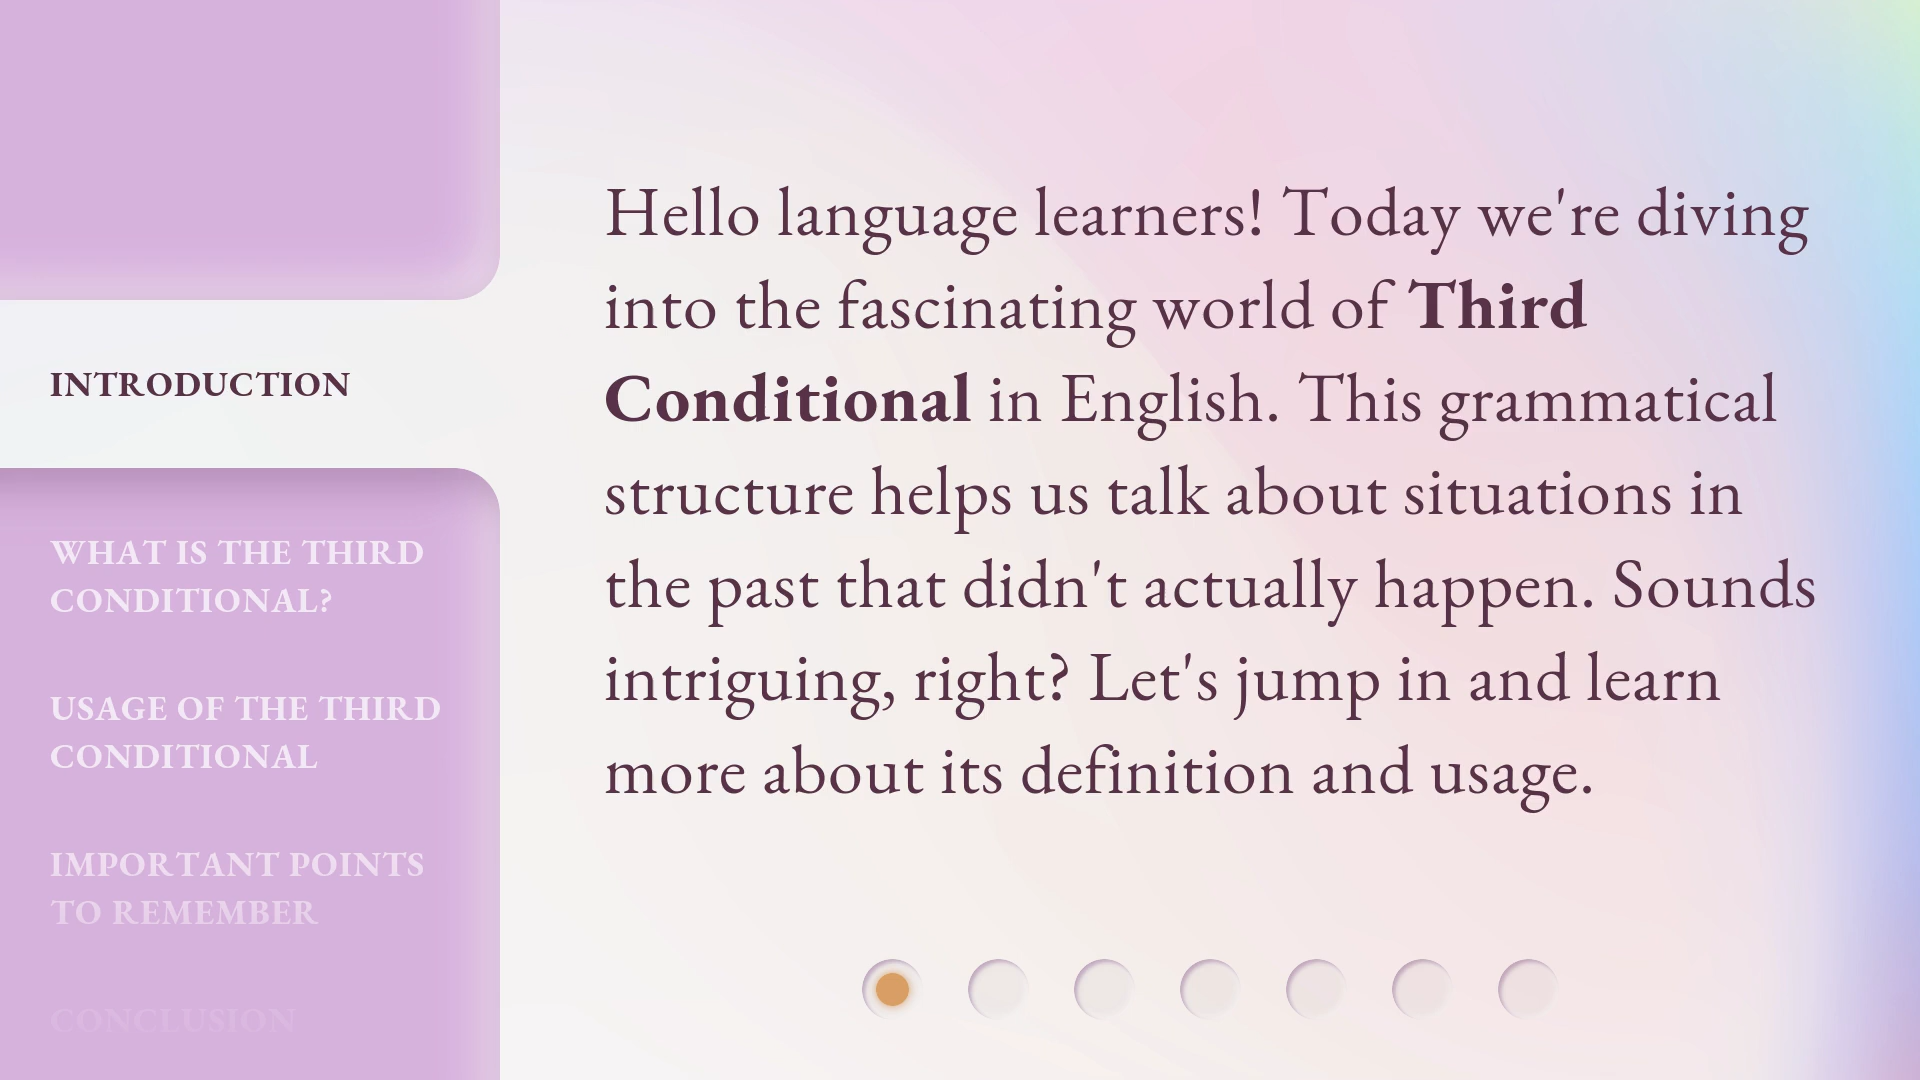 INTRODUCTION
WHAT IS THE THIRD
CONDITIONAL?
USAGE OF THE THIRD
CONDITIONAL
IMPORTANT POINTS
TO REMEMBER
CONCLUSION
Hello language learners! Today we're diving
into the fascinating world of Third
Conditional in English. This grammatical
structure helps us talk about situations in
the past that didn't actually happen. Sounds
intriguing, right? Let's jump in and learn
more about its definition and usage.